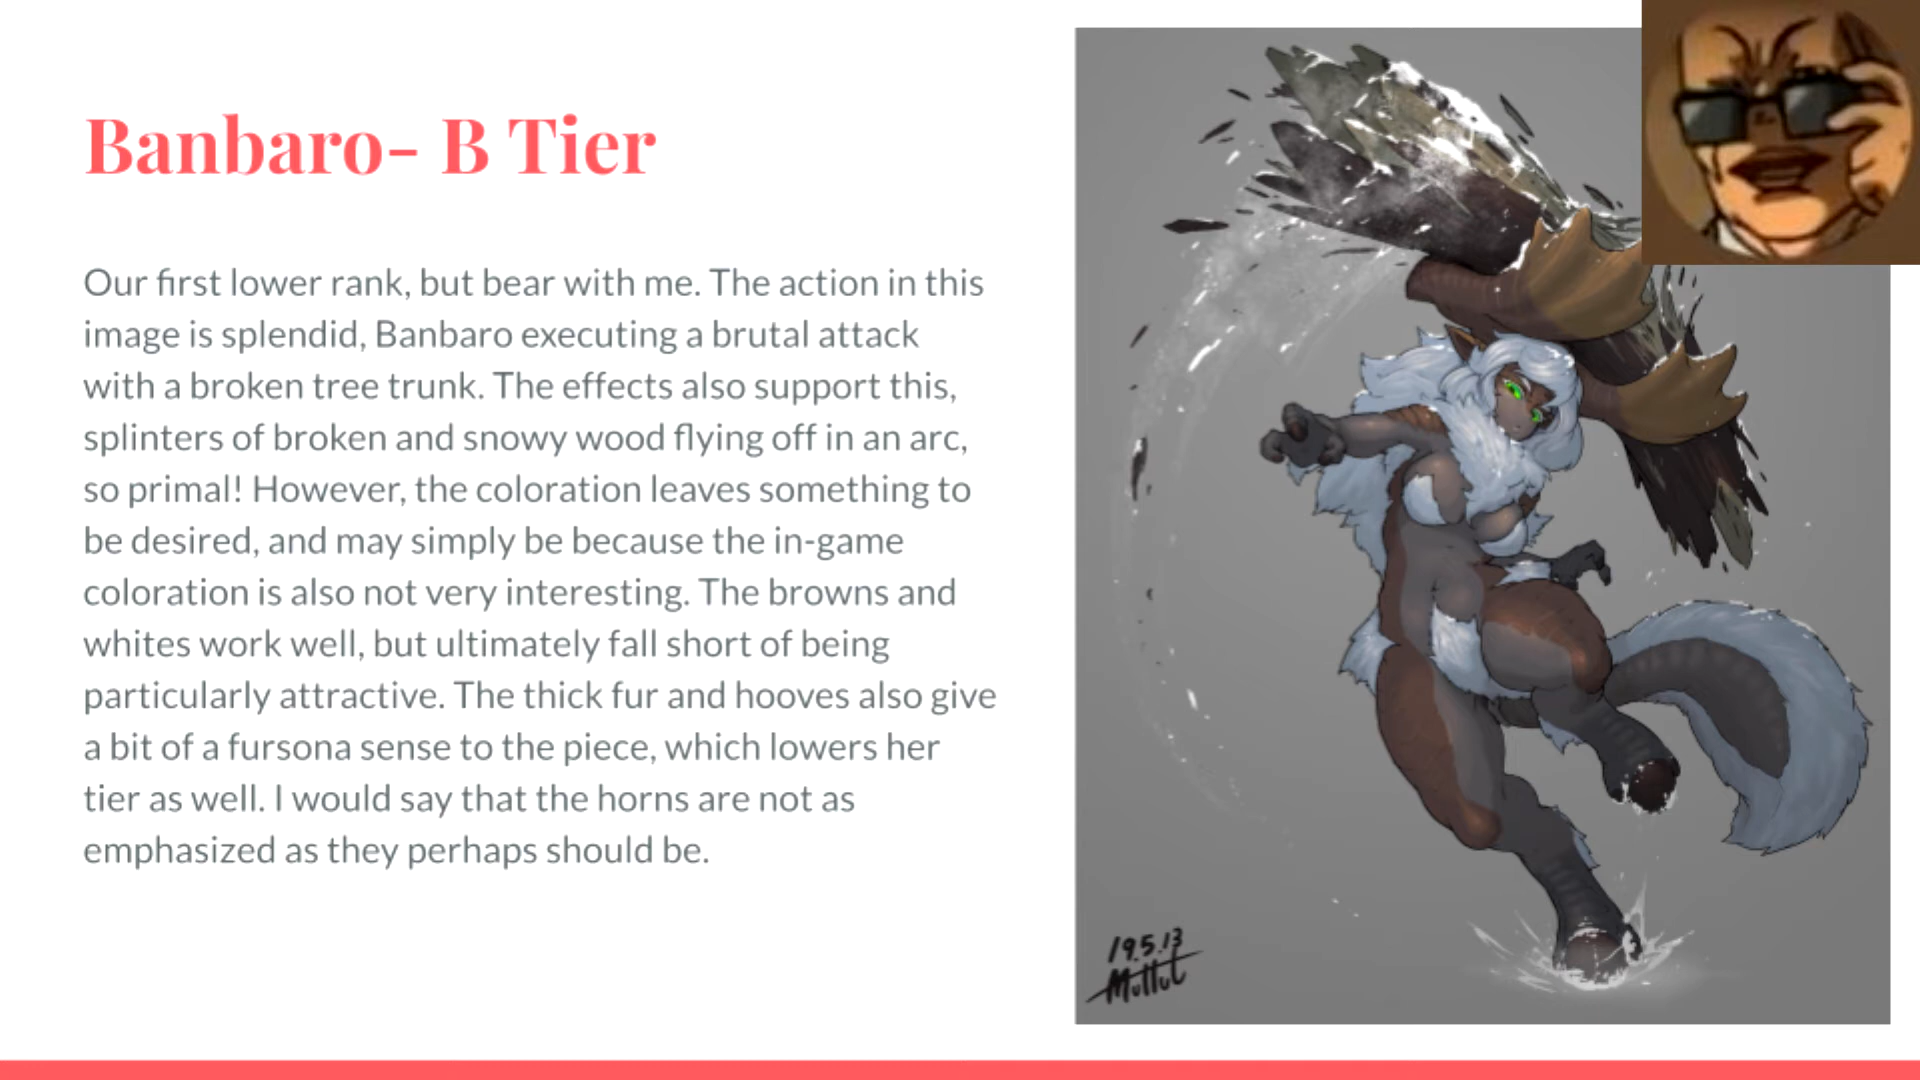 Banbaro- B Tier
Our first lower rank, but bear with me. The action in this
image is splendid, Banbaro executing a brutal attack
with a broken tree trunk. The effects also support this,
splinters of broken and snowy wood flying off in an arc,
so primal! However, the coloration leaves something to
be desired, and may simply be because the in-game
coloration is also not very interesting. The browns and
whites work well, but ultimately fall short of being
particularly attractive. The thick fur and hooves also give
a bit of a fursona sense to the piece, which lowers her
tier as well. I would say that the horns are not as
emphasized as they perhaps should be.
19.5.13